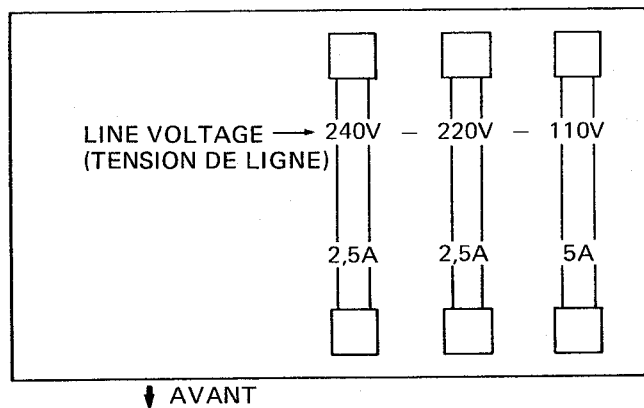 LINE VOLTAGE → 240V – 220V – 110V
(TENSION DE LIGNE)
2,5A 2,5A 5A
AVANT